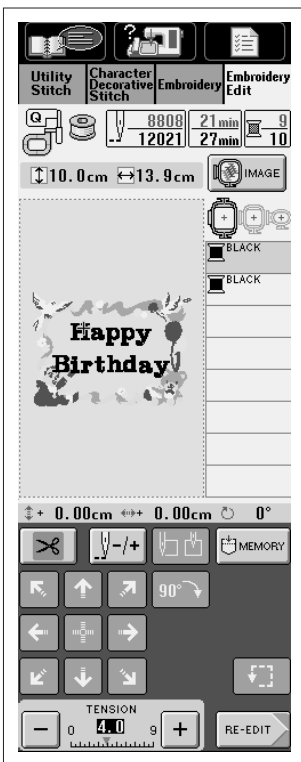 Utility Stitch
Character Decorative Stitch
Embroidery
Embroidery Edit
Q
8808
12021
21 min
27 min
9
10
10.0cm 13.9cm
IMAGE
BLACK
BLACK
Happy
Birthday
+ 0.00cm + 0.00cm 0°
-/+
MEMORY
90°
TENSION
- 0 4.0 9 +
RE-EDIT